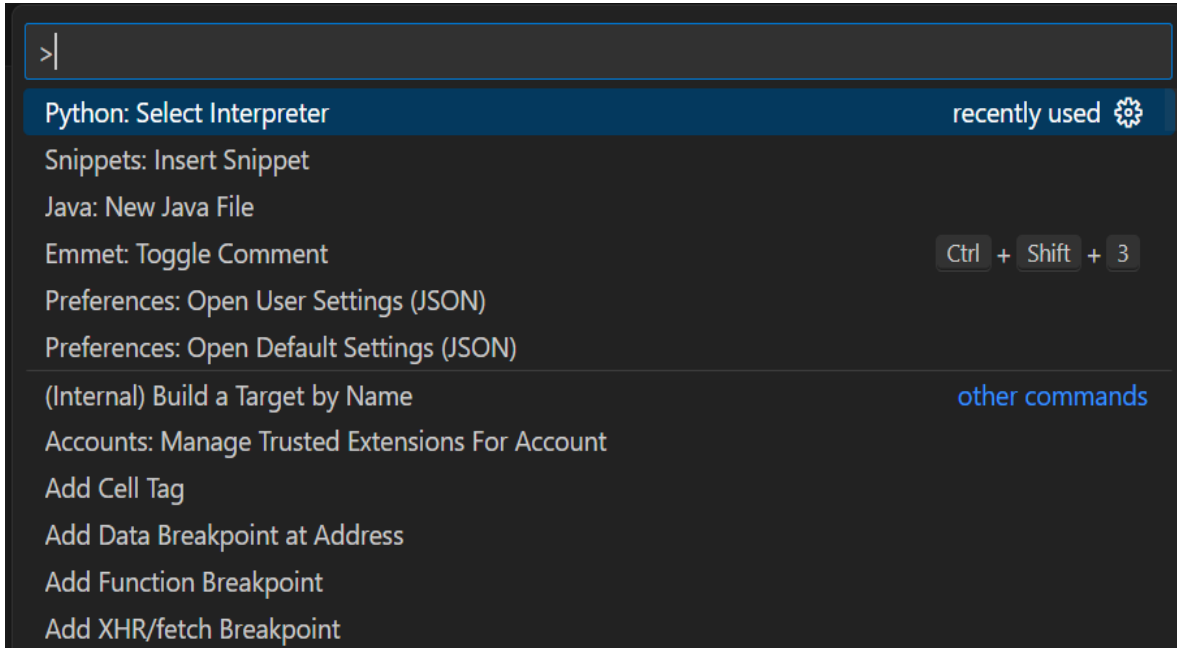 >
Python: Select Interpreter recently used
Snippets: Insert Snippet
Java: New Java File
Emmet: Toggle Comment Ctrl + Shift + 3
Preferences: Open User Settings (JSON)
Preferences: Open Default Settings (JSON)
(Internal) Build a Target by Name other commands
Accounts: Manage Trusted Extensions For Account
Add Cell Tag
Add Data Breakpoint at Address
Add Function Breakpoint
Add XHR/fetch Breakpoint